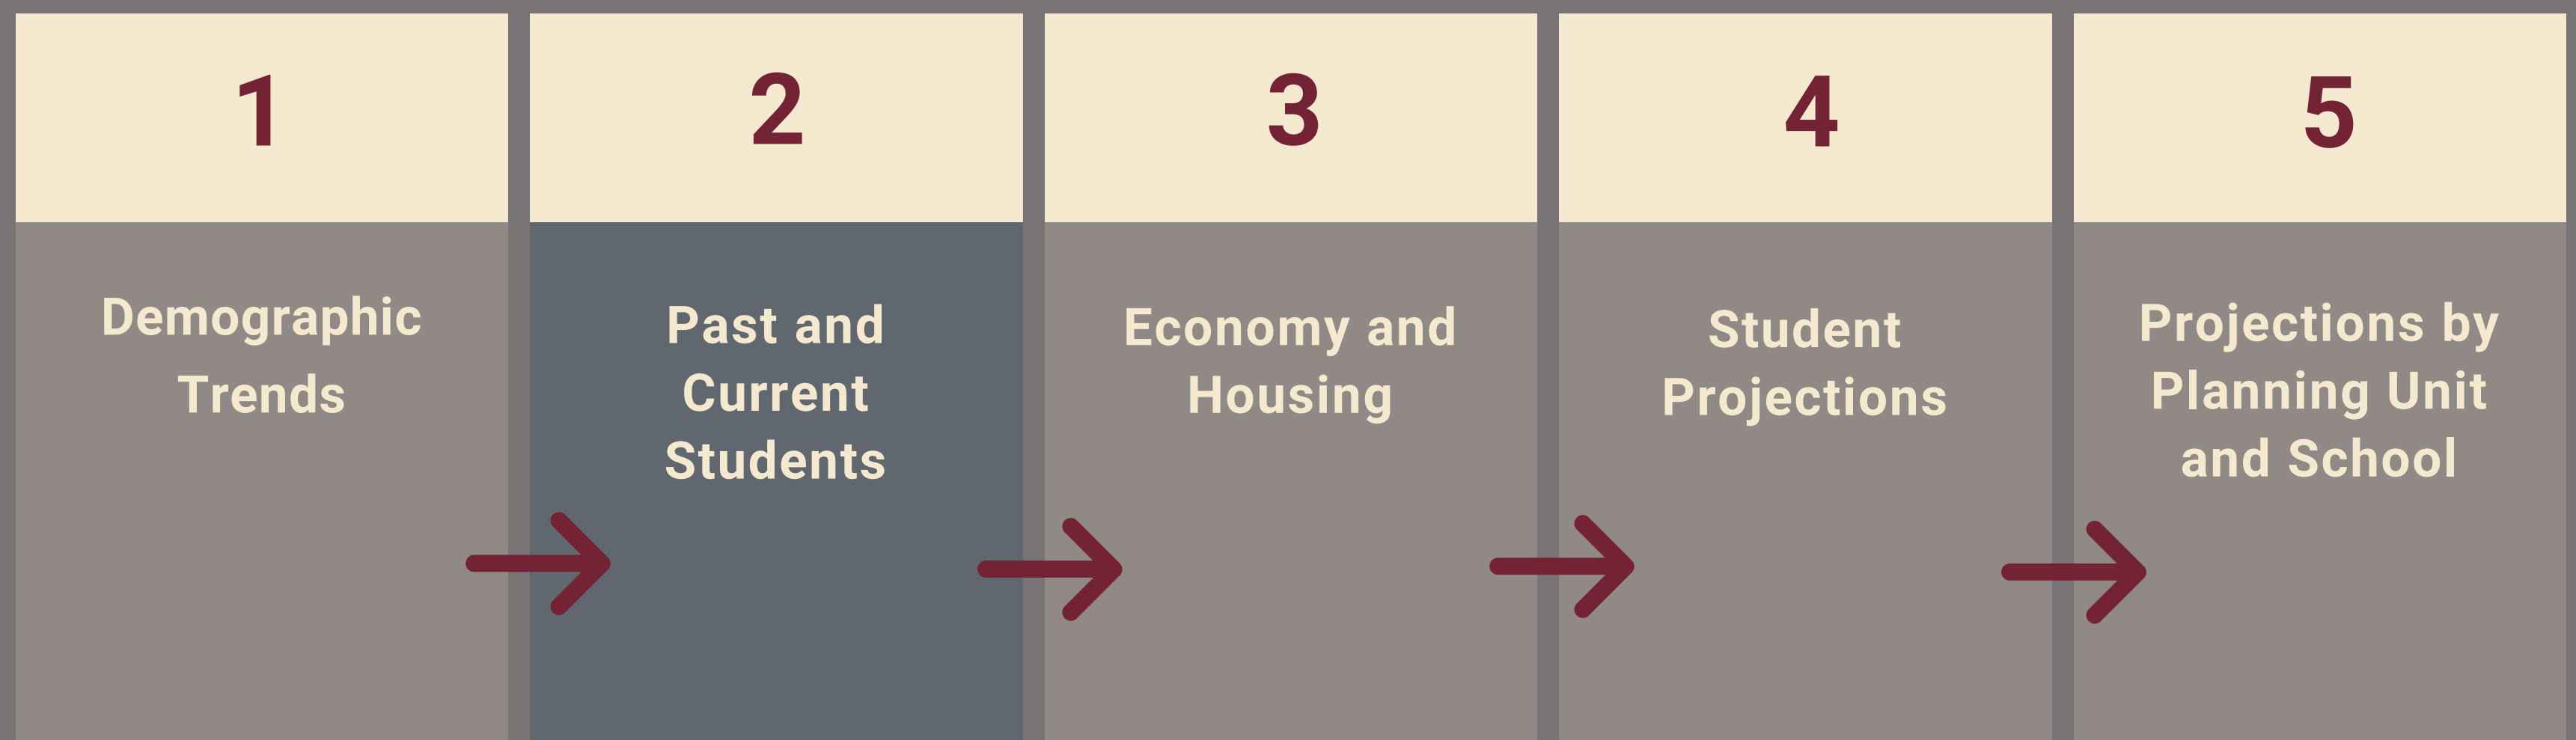 1
Demographic
Trends
2
Past and
Current
Students
3
Economy and
Housing
4
Student
Projections
5
Projections by
Planning Unit
and School